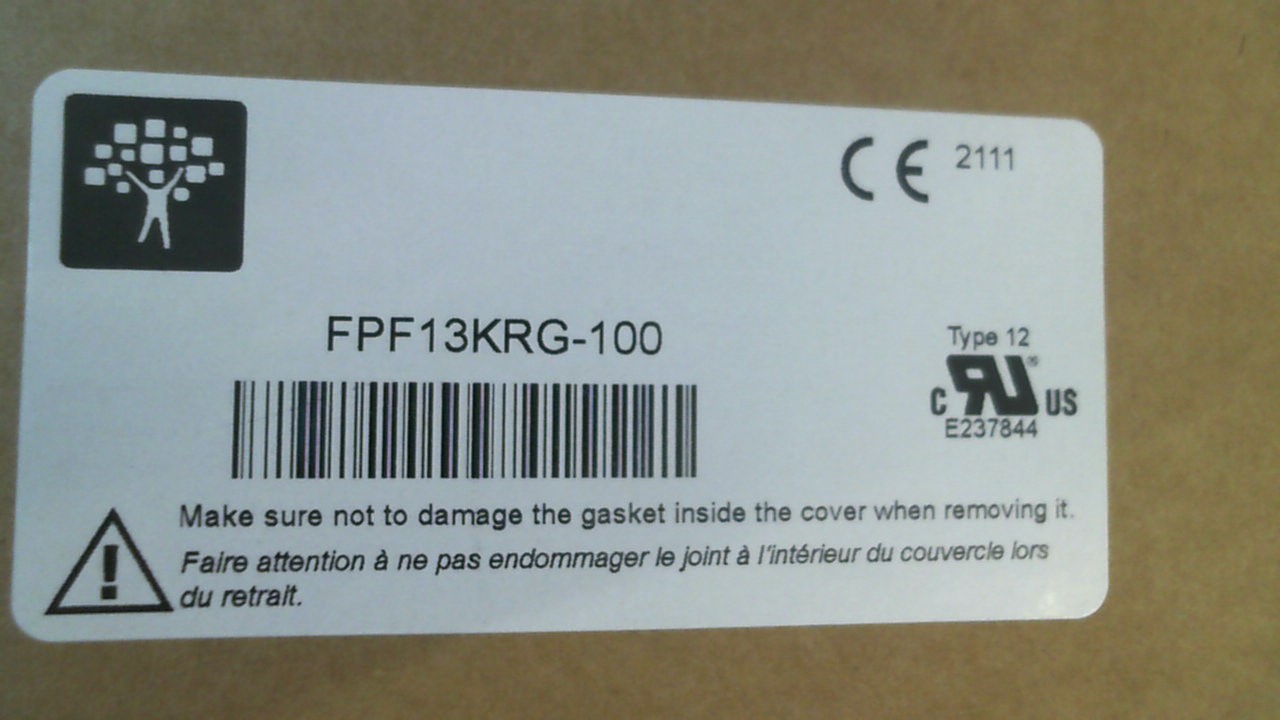 CE 2111
FPF13KRG-100
Type 12
C RU® US
E237844
Make sure not to damage the gasket inside the cover when removing it.
Faire attention à ne pas endommager le joint à l'intérieur du couvercle lors
du retrait.